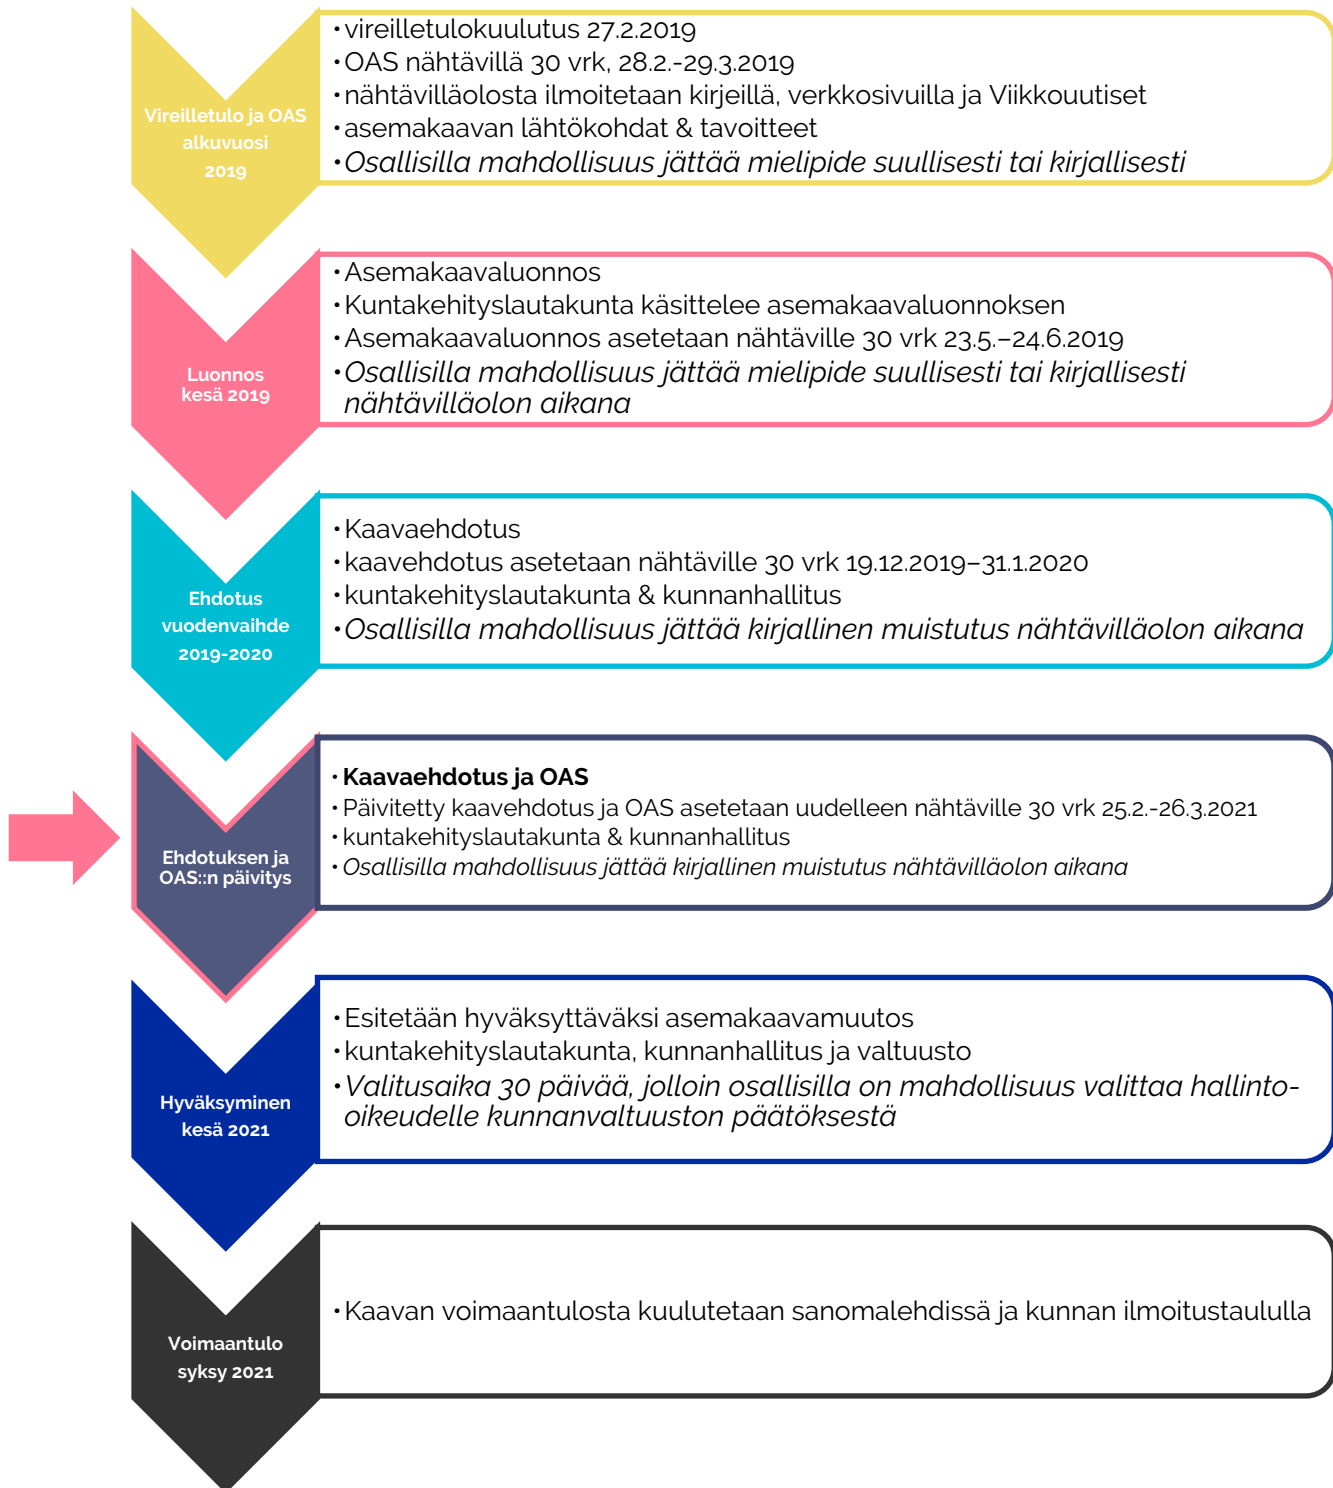 Vireilletulo ja OAS
alkuvuosi
2019
•vireilletulokuulutus 27.2.2019
•OAS nähtävillä 30 vrk, 28.2.-29.3.2019
•nähtävilläolosta ilmoitetaan kirjeillä, verkkosivuilla ja Viikkouutiset
•asemakaavan lähtökohdat & tavoitteet
•Osallisilla mahdollisuus jättää mielipide suullisesti tai kirjallisesti
Luonnos
kesä 2019
•Asemakaavaluonnos
•Kuntakehityslautakunta käsittelee asemakaavaluonnoksen
•Asemakaavaluonnos asetetaan nähtäville 30 vrk 23.5.–24.6.2019
•Osallisilla mahdollisuus jättää mielipide suullisesti tai kirjallisesti
nähtävilläolon aikana
Ehdotus
vuodenvaihde
2019-2020
•Kaavaehdotus
•kaavehdotus asetetaan nähtäville 30 vrk 19.12.2019–31.1.2020
•kuntakehityslautakunta & kunnanhallitus
•Osallisilla mahdollisuus jättää kirjallinen muistutus nähtävilläolon aikana
Ehdotuksen ja
OAS::n päivitys
• Kaavaehdotus ja OAS
• Päivitetty kaavehdotus ja OAS asetetaan uudelleen nähtäville 30 vrk 25.2.-26.3.2021
• kuntakehityslautakunta & kunnanhallitus
• Osallisilla mahdollisuus jättää kirjallinen muistutus nähtävilläolon aikana
Hyväksyminen
kesä 2021
•Esitetään hyväksyttäväksi asemakaavamuutos
•kuntakehityslautakunta, kunnanhallitus ja valtuusto
•Valitusaika 30 päivää, jolloin osallisilla on mahdollisuus valittaa hallinto-
oikeudelle kunnanvaltuuston päätöksestä
Voimaantulo
syksy 2021
•Kaavan voimaantulosta kuulutetaan sanomalehdissä ja kunnan ilmoitustaululla